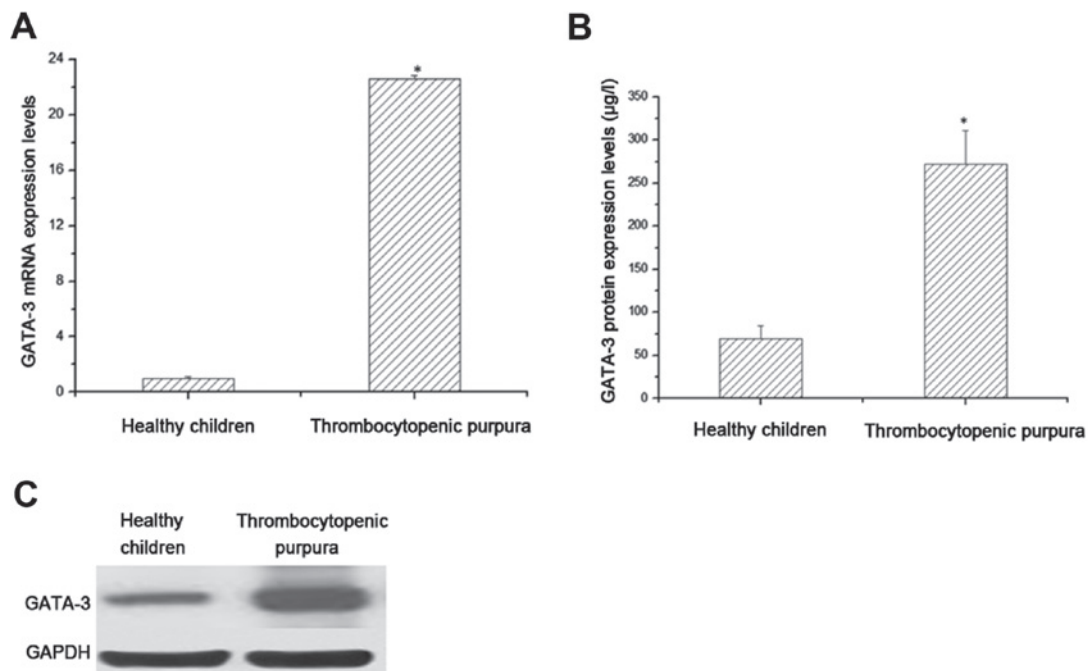 A
24
22
18
12
8
4
0
GATA-3 mRNA expression levels
*
Healthy children
Thrombocytopenic purpura
B
350
300
250
200
150
100
50
0
GATA-3 protein expression levels (µg/l)
*
Healthy children
Thrombocytopenic purpura
C
Healthy
children
Thrombocytopenic
purpura
GATA-3
GAPDH